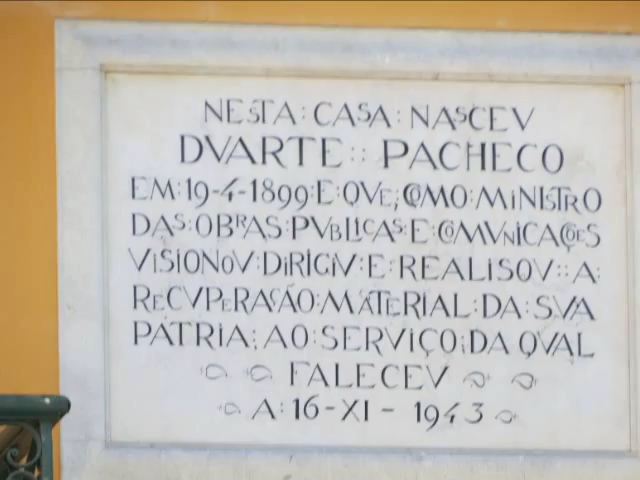 NESTA : CASA : NASCEV
DVARTE :: PACHECO
EM : 19-4-1899 : E : QVE, COMO : MINISTRO
DAS : OBRAS : PVBLICAS : E : COMVNICAÇÕES
VISIONOV : DIRIGIV : E : REALISOV :: A :
RECVPERAÇÃO : MATERIAL : DA : SVA
PÁTRIA, AO : SERVIÇO : DA QVAL
FALECEV
A : 16-XI - 1943